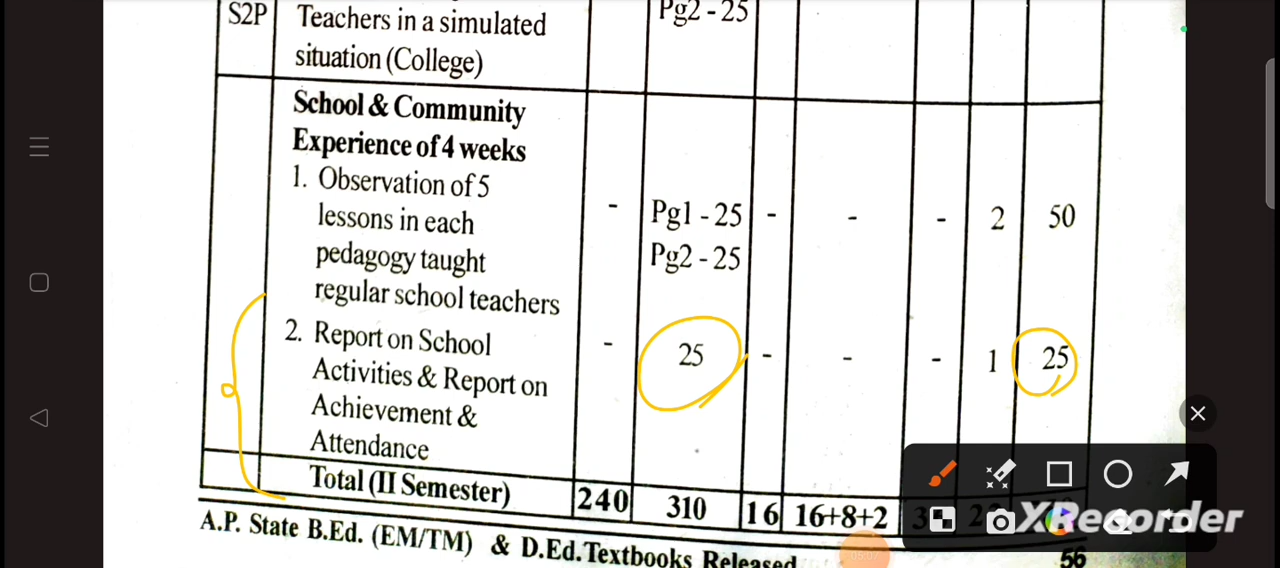 Pg2 - 25
S2P Teachers in a simulated
situation (College)
School & Community
Experience of 4 weeks
1. Observation of 5
lessons in each - Pg1 - 25 - - - 2 50
pedagogy taught Pg2 - 25
regular school teachers
2. Report on School - 25 - - - 1 25
Activities & Report on
Achievement &
Attendance
Total (II Semester) 240 310 16 16+8+2
XRecorder
A.P. State B.Ed. (EM/TM) & D.Ed.Textbooks Released
56